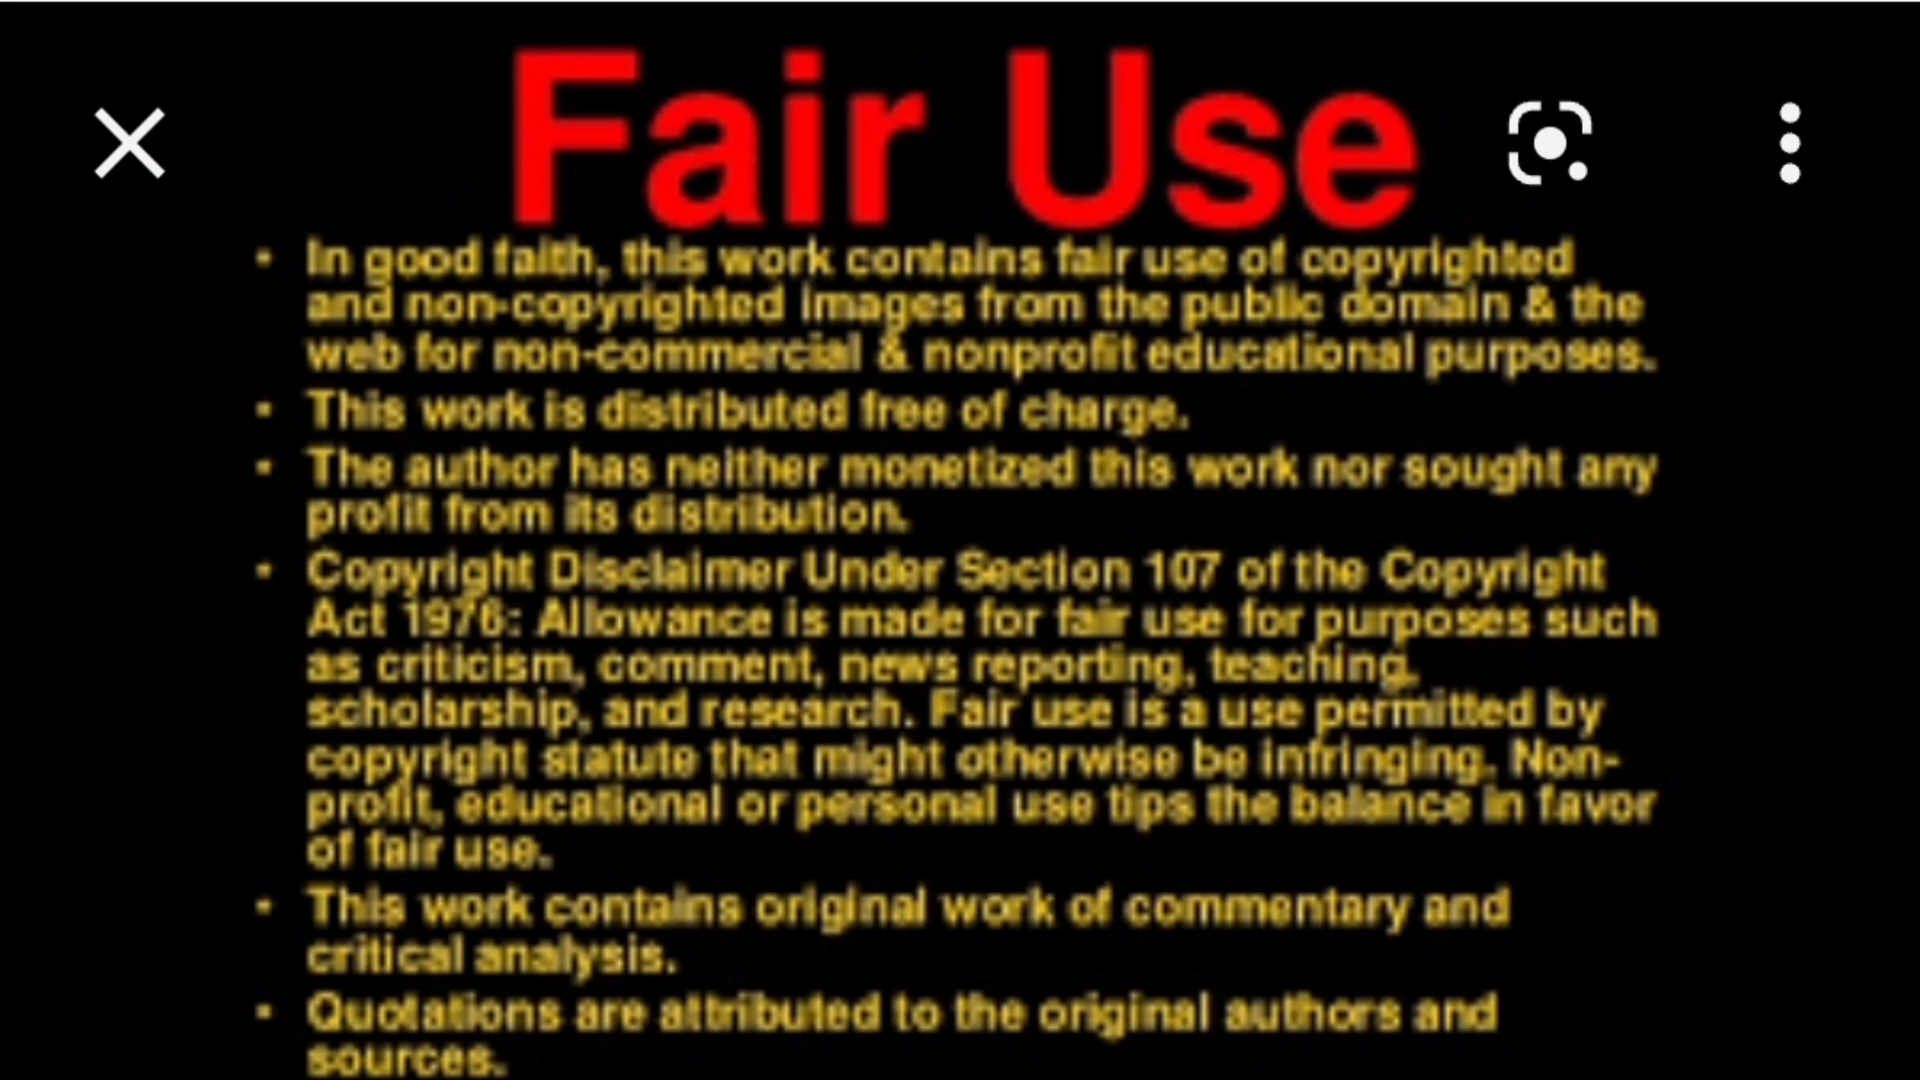 Fair Use
• In good faith, this work contains fair use of copyrighted
and non-copyrighted images from the public domain & the
web for non-commercial & nonprofit educational purposes.
• This work is distributed free of charge.
• The author has neither monetized this work nor sought any
profit from its distribution.
• Copyright Disclaimer Under Section 107 of the Copyright
Act 1976: Allowance is made for fair use for purposes such
as criticism, comment, news reporting, teaching,
scholarship, and research. Fair use is a use permitted by
copyright statute that might otherwise be infringing. Non-
profit, educational or personal use tips the balance in favor
of fair use.
• This work contains original work of commentary and
critical analysis.
• Quotations are attributed to the original authors and
sources.